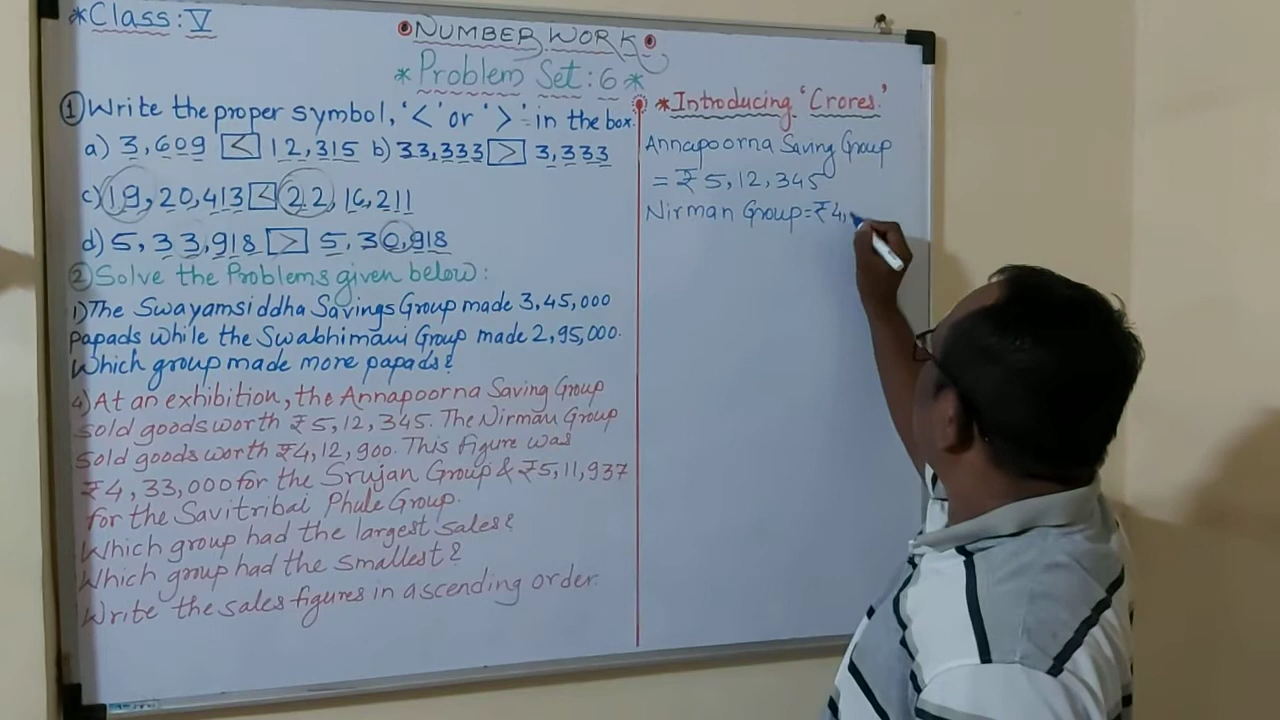 *Class: V
NUMBER WORK
*Problem Set: 6*
① Write the proper symbol, '<' or '>' in the box.
a) 3,609 < 12,315 b) 33,333 > 3,333
c) 19,20,413 < 22,16,211
d) 5,33,918 > 5,30,918
② Solve the Problems given below:
1) The Swayamsiddha Savings Group made 3,45,000
papads while the Swabhimani Group made 2,95,000.
Which group made more papads?
4) At an exhibition, the Annapoorna Saving Group
sold goods worth ₹5,12,345. The Nirman Group
sold goods worth ₹4,12,900. This figure was
₹4,33,000 for the Srujan Group & ₹5,11,937
for the Savitribai Phule Group.
Which group had the largest sales?
Which group had the smallest?
Write the sales figures in ascending order.
*Introducing 'Crores.'
Annapoorna Saving Group
= ₹5,12,345
Nirman Group = ₹4,